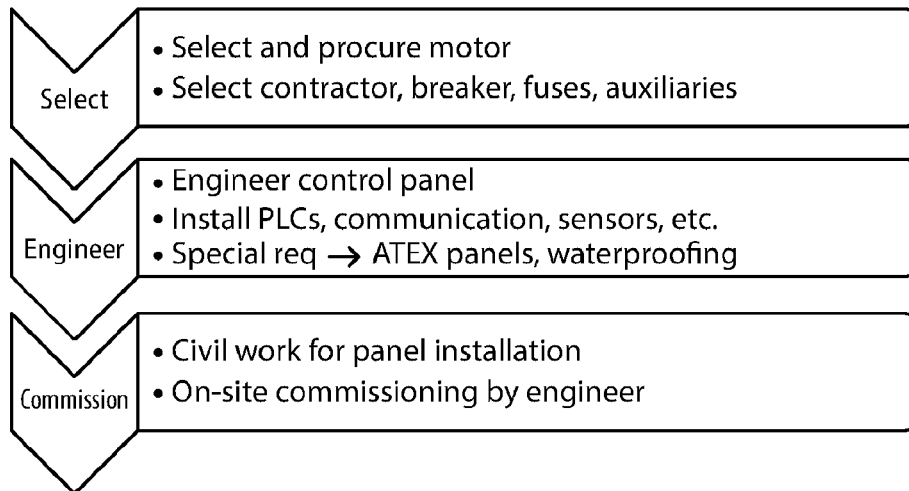 Select
• Select and procure motor
• Select contractor, breaker, fuses, auxiliaries
Engineer
• Engineer control panel
• Install PLCs, communication, sensors, etc.
• Special req → ATEX panels, waterproofing
Commission
• Civil work for panel installation
• On-site commissioning by engineer